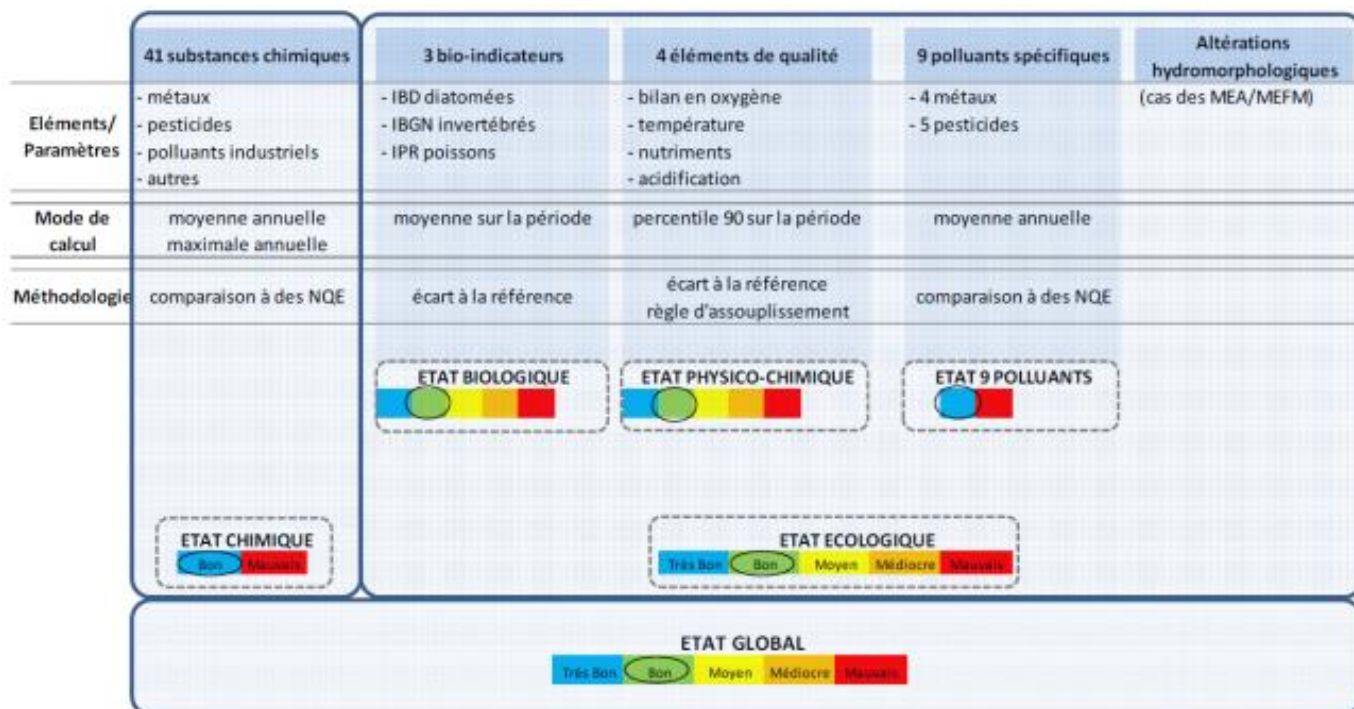 41 substances chimiques
3 bio-indicateurs
4 éléments de qualité
9 polluants spécifiques
Altérations
hydromorphologiques
Eléments/
Paramètres
- métaux
- pesticides
- polluants industriels
- autres
- IBD diatomées
- IBGN invertébrés
- IPR poissons
- bilan en oxygène
- température
- nutriments
- acidification
- 4 métaux
- 5 pesticides
(cas des MEA/MEFM)
Mode de
calcul
moyenne annuelle
maximale annuelle
moyenne sur la période
percentile 90 sur la période
moyenne annuelle
Méthodologie
comparaison à des NQE
écart à la référence
écart à la référence
règle d'assouplissement
comparaison à des NQE
ETAT BIOLOGIQUE
ETAT PHYSICO-CHIMIQUE
ETAT 9 POLLUANTS
ETAT CHIMIQUE
Bon Mauvais
ETAT ECOLOGIQUE
Très Bon Bon Moyen Médiocre Mauvais
ETAT GLOBAL
Très Bon Bon Moyen Médiocre Mauvais